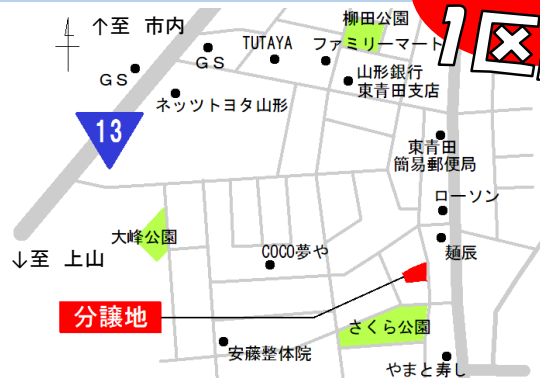 ↑至 市内
柳田公園
1区
TUTAYA
ファミリーマート
GS
GS
山形銀行
東青田支店
ネッツトヨタ山形
13
東青田
簡易郵便局
ローソン
大峰公園
COCO夢や
麺辰
↓至 上山
分譲地
さくら公園
安藤整体院
やまと寿し